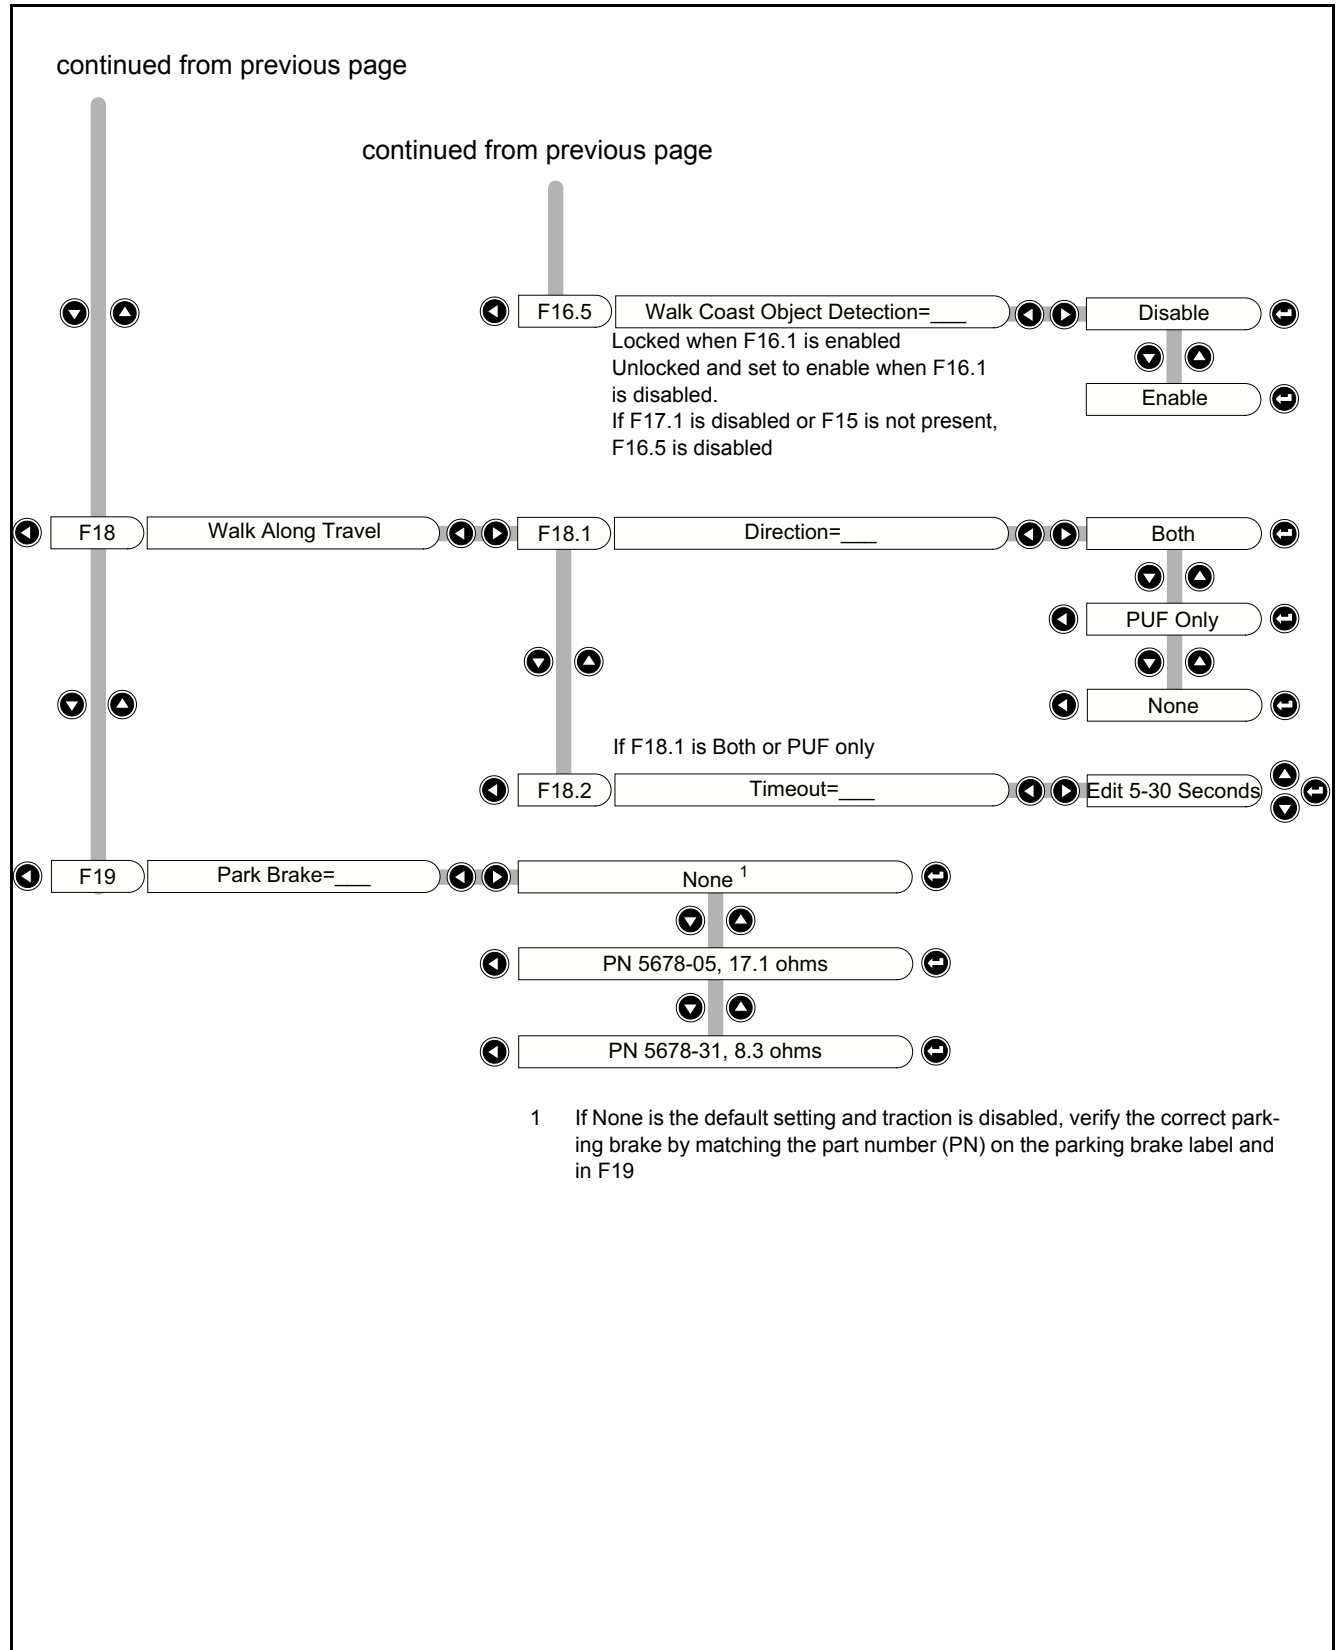 continued from previous page
continued from previous page
F16.5 Walk Coast Object Detection=___ Disable
Locked when F16.1 is enabled
Unlocked and set to enable when F16.1
is disabled.
If F17.1 is disabled or F15 is not present,
F16.5 is disabled
Enable
F18 Walk Along Travel F18.1 Direction=___ Both
PUF Only
None
If F18.1 is Both or PUF only
F18.2 Timeout=___ Edit 5-30 Seconds
F19 Park Brake=___ None 1
PN 5678-05, 17.1 ohms
PN 5678-31, 8.3 ohms
1 If None is the default setting and traction is disabled, verify the correct park-
ing brake by matching the part number (PN) on the parking brake label and
in F19